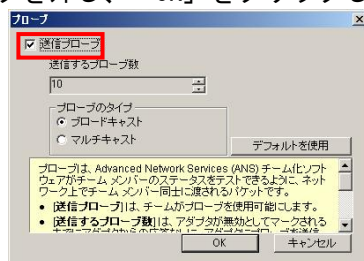 プローブ
送信プローブ
送信するプローブ数
10
プローブのタイプ
ブロードキャスト
マルチキャスト
デフォルトを使用
プローブは、Advanced Network Services (ANS) チーム化ソフト
ウェアがチーム メンバーのステータスをテストできるように、ネット
ワーク上でチーム メンバー同士に渡されるパケットです。
• [送信プローブ]は、チームがプローブを使用可能にします。
• [送信するプローブ数]は、アダプタが無効としてマークされる
OK
キャンセル